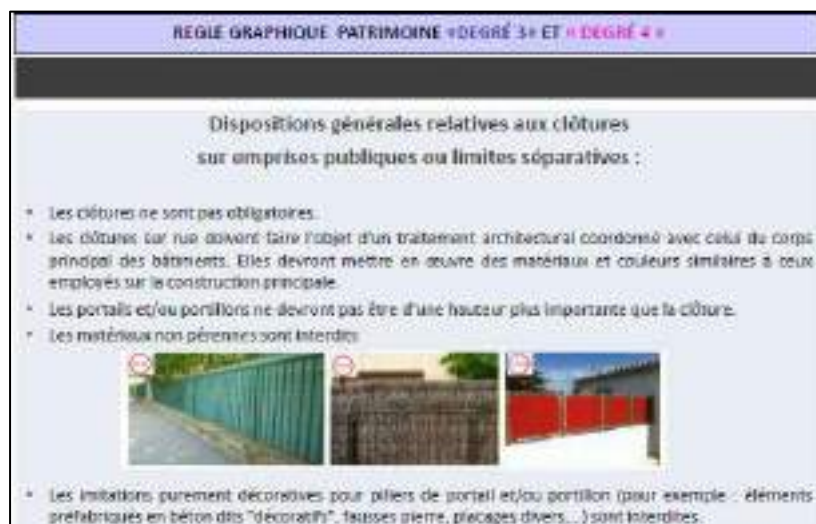 REGLE GRAPHIQUE PATRIMOINE «DEGRÉ 3» ET « DEGRÉ 4 »
Dispositions générales relatives aux clôtures
sur emprises publiques ou limites séparatives :
• Les clôtures ne sont pas obligatoires.
• Les clôtures sur rue doivent faire l'objet d'un traitement architectural coordonné avec celui du corps
principal des bâtiments. Elles devront mettre en œuvre des matériaux et couleurs similaires à ceux
employés sur la construction principale.
• Les portails et/ou portillons ne devront pas être d'une hauteur plus importante que la clôture.
• Les matériaux non pérennes sont interdits
• Les imitations purement décoratives pour piliers de portail et/ou portillon (pour exemple : éléments
préfabriqués en béton dits "décoratifs", fausses pierre, placages divers...) sont interdites.